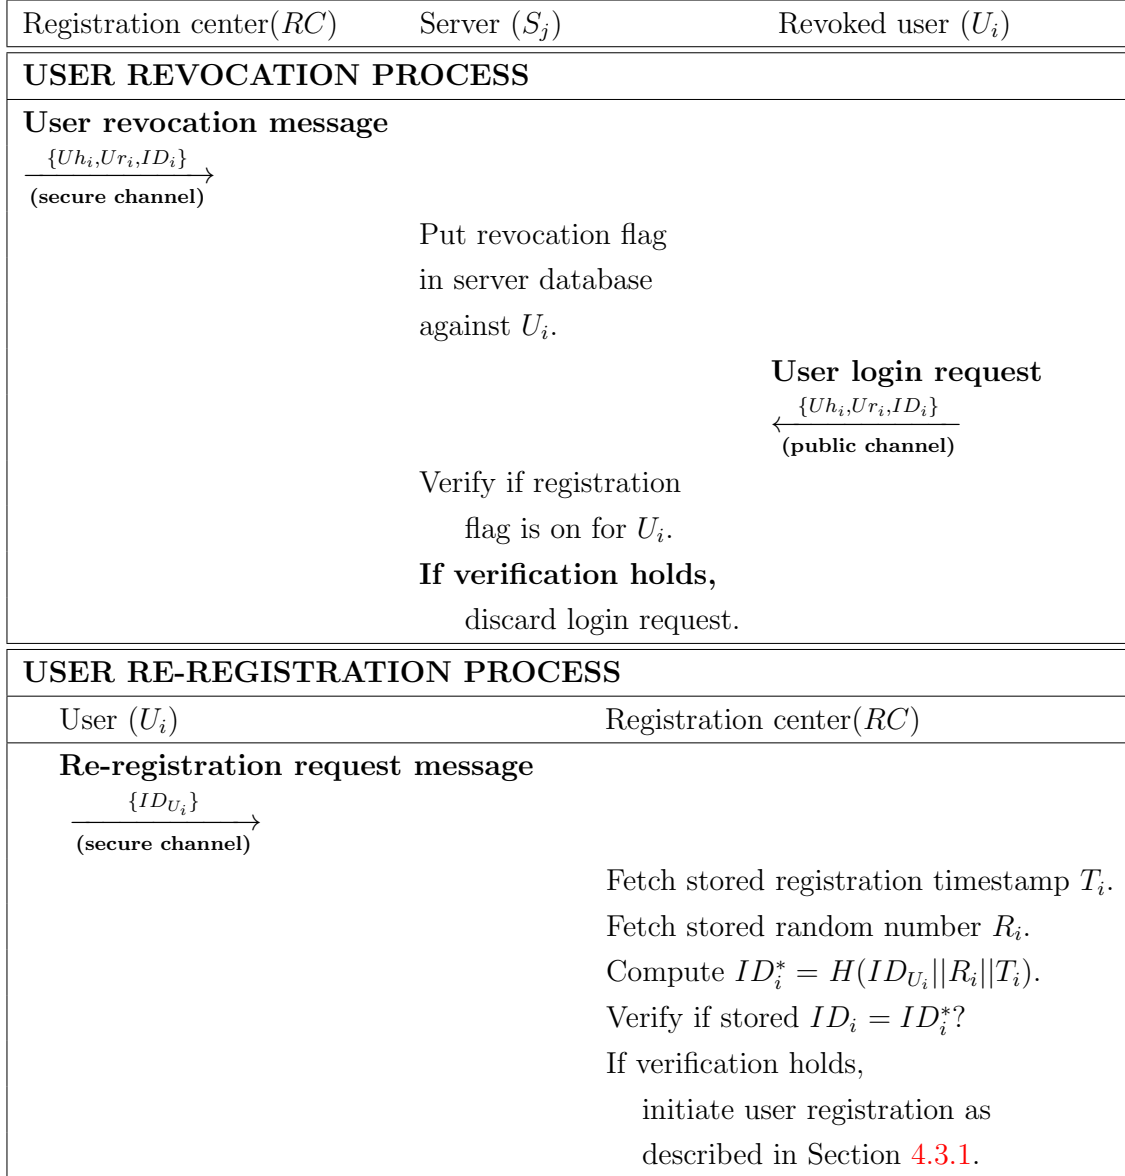 Registration center(RC) Server (S_j) Revoked user (U_i)
USER REVOCATION PROCESS
User revocation message
{Uh_i,Ur_i,ID_i}
(secure channel)
Put revocation flag
in server database
against U_i.
User login request
{Uh_i,Ur_i,ID_i}
(public channel)
Verify if registration
flag is on for U_i.
If verification holds,
discard login request.
USER RE-REGISTRATION PROCESS
User (U_i) Registration center(RC)
Re-registration request message
{ID_{U_i}}
(secure channel)
Fetch stored registration timestamp T_i.
Fetch stored random number R_i.
Compute ID_i^* = H(ID_{U_i}||R_i||T_i).
Verify if stored ID_i = ID_i^*?
If verification holds,
initiate user registration as
described in Section 4.3.1.